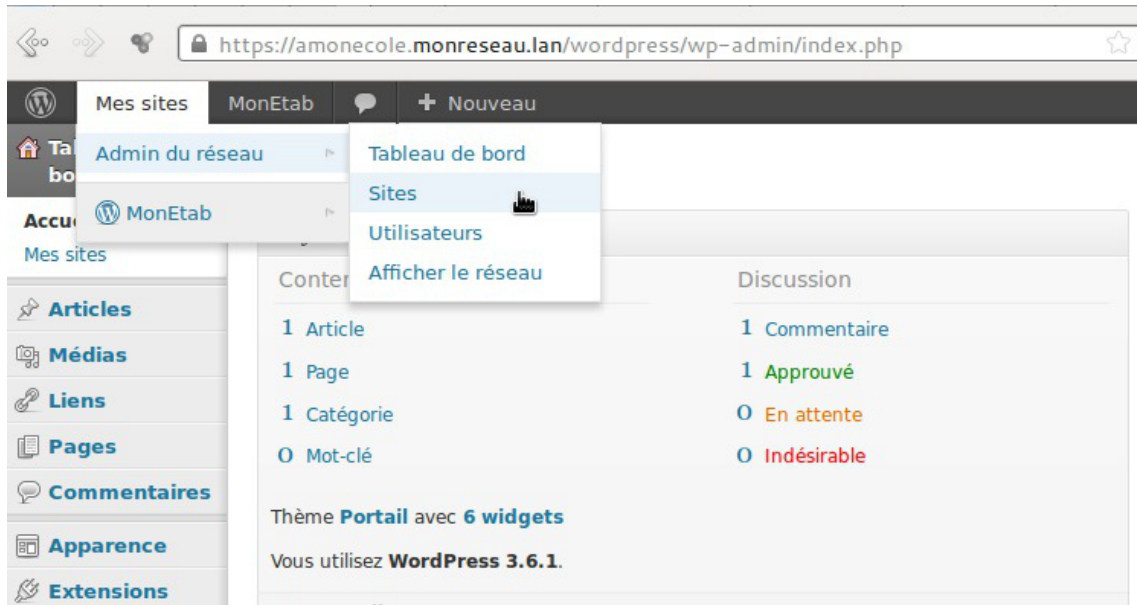 https://amonecole.monreseau.lan/wordpress/wp-admin/index.php
Mes sites MonEtab + Nouveau
Admin du réseau
MonEtab
Tableau de bord
Sites
Utilisateurs
Afficher le réseau
Mes sites
Articles
Médias
Liens
Pages
Commentaires
Apparence
Extensions
1 Article
1 Page
1 Catégorie
0 Mot-clé
Discussion
1 Commentaire
1 Approuvé
0 En attente
0 Indésirable
Thème Portail avec 6 widgets
Vous utilisez WordPress 3.6.1.